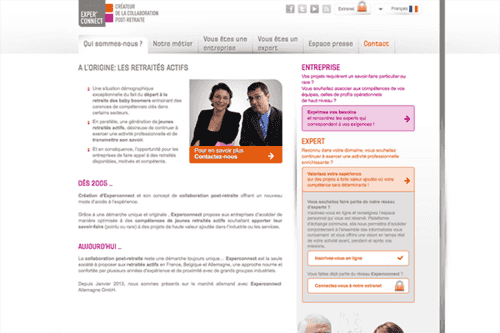 EXPER'
CONNECT
CRÉATEUR
DE LA COLLABORATION
POST-RETRAITE
Extranet
Français
Qui sommes-nous ?
Notre métier
Vous êtes une
entreprise
Vous êtes un
expert
Espace presse
Contact
A L'ORIGINE: LES RETRAITÉS ACTIFS
Une situation démographique
exceptionnelle du fait du départ à la
retraite des baby boomers entraînant des
carences de compétences clés dans
certains secteurs.
En parallèle, une génération de jeunes
retraités actifs, désireuse de continuer à
exercer une activité professionnelle et de
transmettre son savoir.
Et en conséquence, l'opportunité pour les
entreprises de faire appel à des retraités
disponibles, motivés et compétents.
Pour en savoir plus
Contactez-nous
DÈS 2005 ...
Création d'Experconnect et son concept de collaboration post-retraite offrant un nouveau
mode d'accès à l'expérience.
Grâce à une démarche unique et originale , Experconnect propose aux entreprises d'accéder de
manière optimale à des compétences de jeunes retraités actifs souhaitant apporter leur
savoir-faire (pointu ou rare) à des projets de haute valeur ajoutée dans l'industrie ou les services.
AUJOURD'HUI ...
La collaboration post-retraite reste une démarche toujours unique... Experconnect est la seule
société à proposer aux retraités actifs en France, Belgique et Allemagne, une approche mature et
confortée par plusieurs années d'expérience et de proximité avec de grands groupes industriels.
Depuis Janvier 2013, nous sommes présents sur le marché allemand avec Experconnect
Allemagne GmbH.
ENTREPRISE
Vos projets requièrent un savoir-faire particulier ou
rare ?
Vous souhaitez associer aux compétences de vos
équipes, celles de profils opérationnels
de haut niveau ?
Exprimez vos besoins
et rencontrez les experts qui
correspondent à vos exigences !
EXPERT
Reconnu dans votre domaine, vous souhaitez
continuer à exercer une activité professionnelle
enrichissante ?
Valorisez votre expérience
sur des projets à forte valeur ajoutée où votre
compétence sera déterminante !
Vous souhaitez faire partie de notre réseau
d'experts ?
Inscrivez-vous en ligne
Vous faites déjà partie du réseau Experconnect ?
Connectez-vous à notre extranet